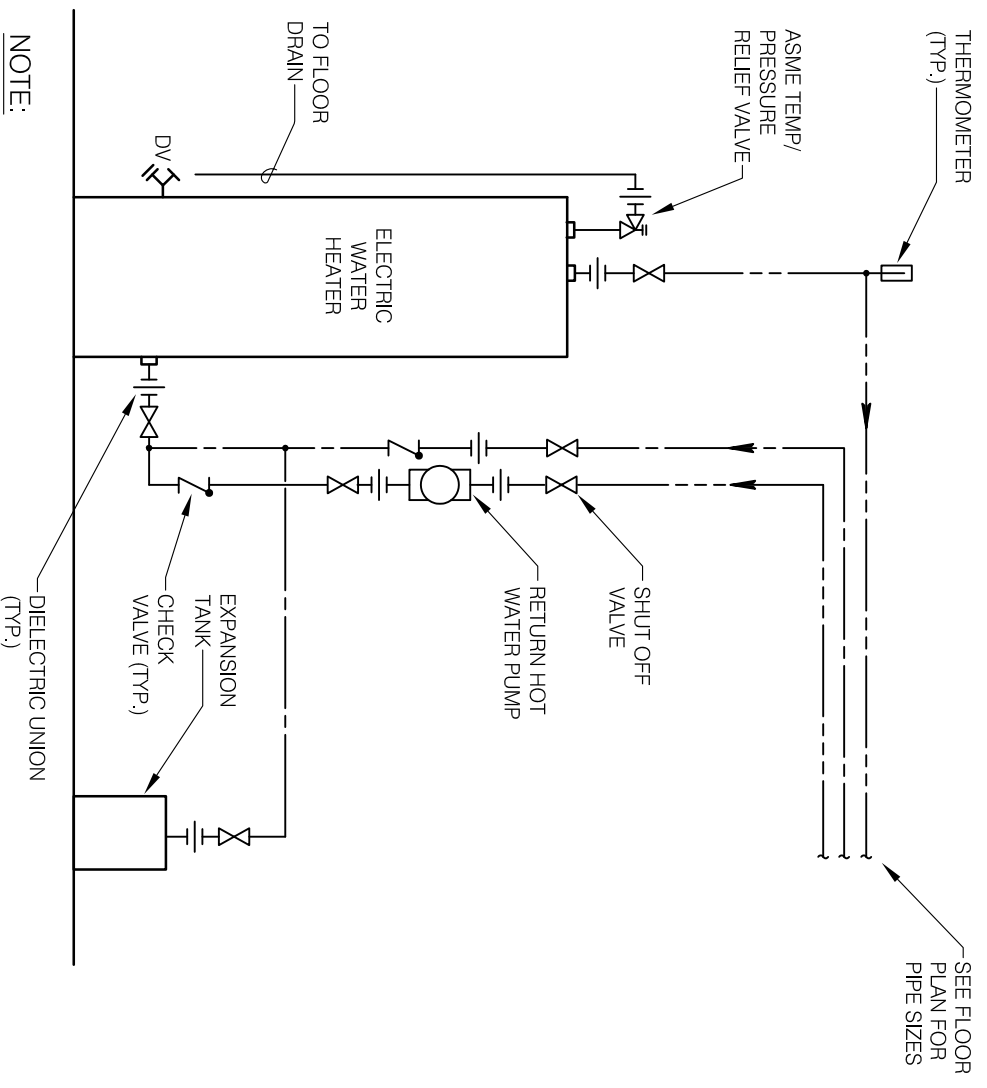 THERMOMETER
(TYP.)
ASME TEMP/
PRESSURE
RELIEF VALVE
TO FLOOR
DRAIN
DV
ELECTRIC
WATER
HEATER
SEE FLOOR
PLAN FOR
PIPE SIZES
SHUT OFF
VALVE
RETURN HOT
WATER PUMP
EXPANSION
TANK
CHECK
VALVE (TYP.)
DIELECTRIC UNION
(TYP.)
NOTE: